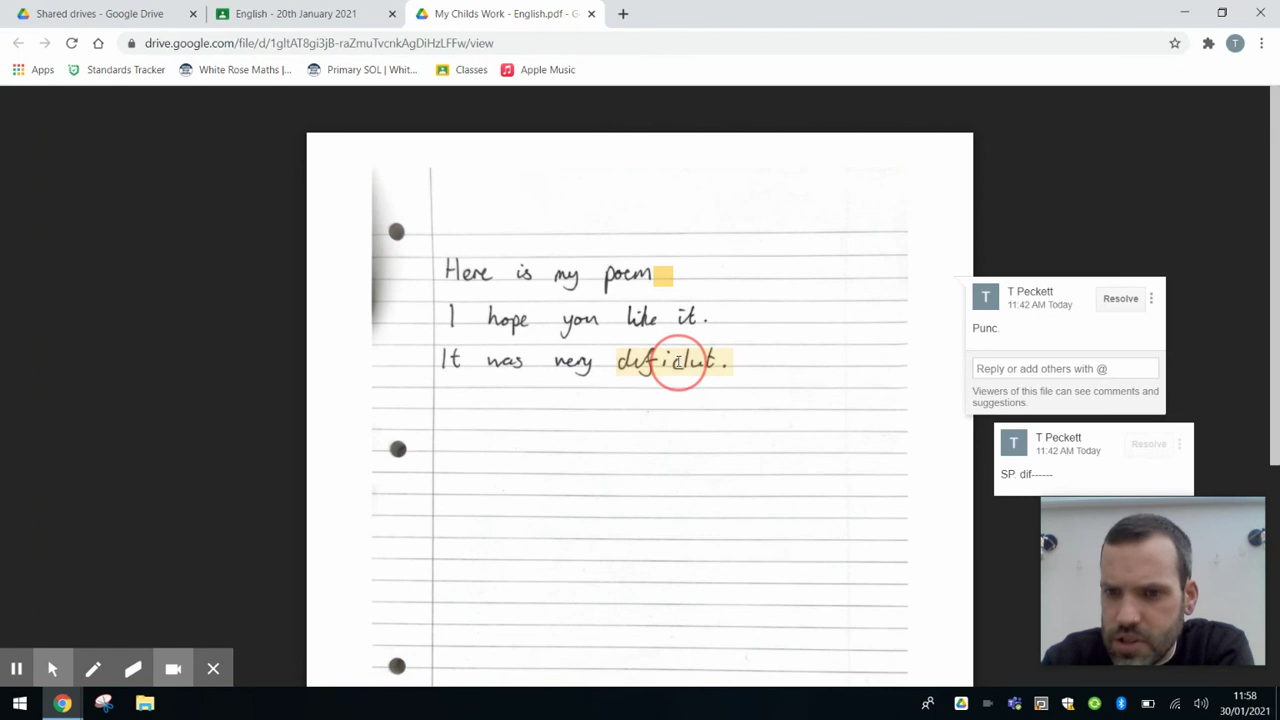 Shared drives - Google Drive
English - 20th January 2021
My Childs Work - English.pdf - G
drive.google.com/file/d/1gltAT8gi3jB-raZmuTvcnkAgDiHzLFFw/view
T
Apps
Standards Tracker
White Rose Maths |...
Primary SOL | Whit...
Classes
Apple Music
Here is my poem
I hope you like it.
It was very dificlut.
T
T Peckett
11:42 AM Today
Resolve
Punc.
Reply or add others with @
Viewers of this file can see comments and
suggestions.
T
T Peckett
11:42 AM Today
Resolve
SP. dif------
11:58
30/01/2021